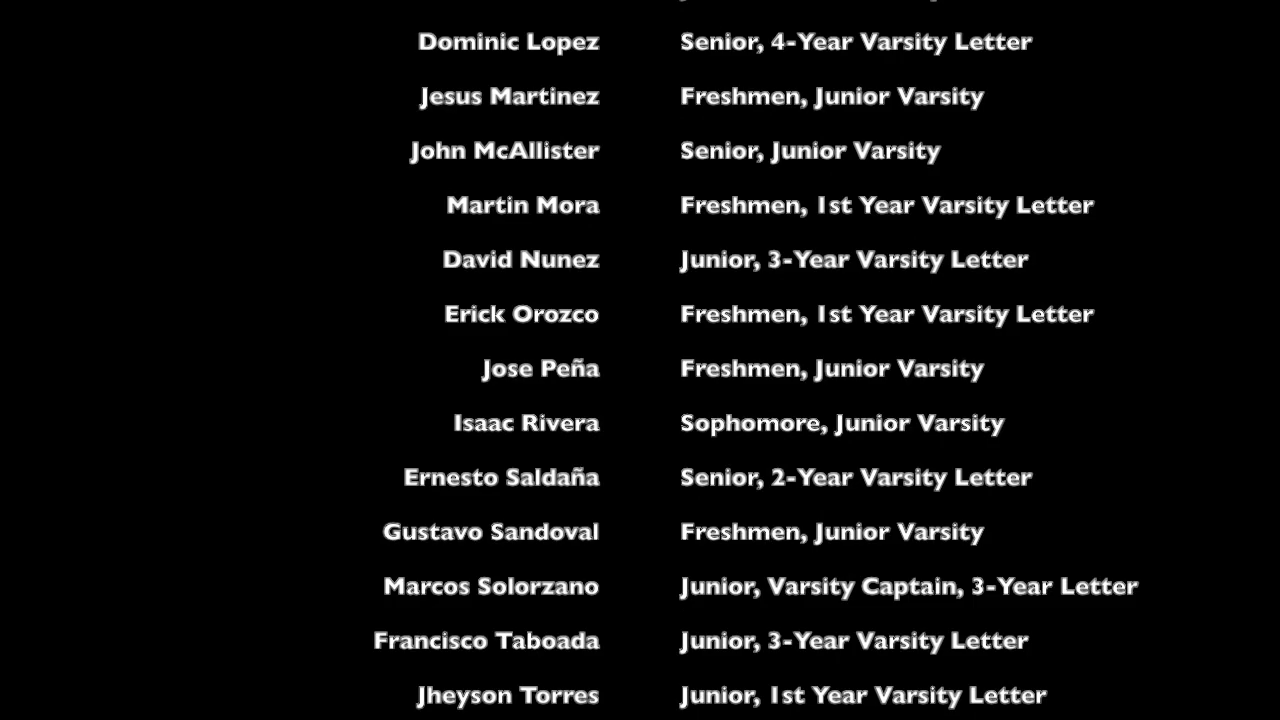 Dominic Lopez Senior, 4-Year Varsity Letter
Jesus Martinez Freshmen, Junior Varsity
John McAllister Senior, Junior Varsity
Martin Mora Freshmen, 1st Year Varsity Letter
David Nunez Junior, 3-Year Varsity Letter
Erick Orozco Freshmen, 1st Year Varsity Letter
Jose Peña Freshmen, Junior Varsity
Isaac Rivera Sophomore, Junior Varsity
Ernesto Saldaña Senior, 2-Year Varsity Letter
Gustavo Sandoval Freshmen, Junior Varsity
Marcos Solorzano Junior, Varsity Captain, 3-Year Letter
Francisco Taboada Junior, 3-Year Varsity Letter
Jheyson Torres Junior, 1st Year Varsity Letter